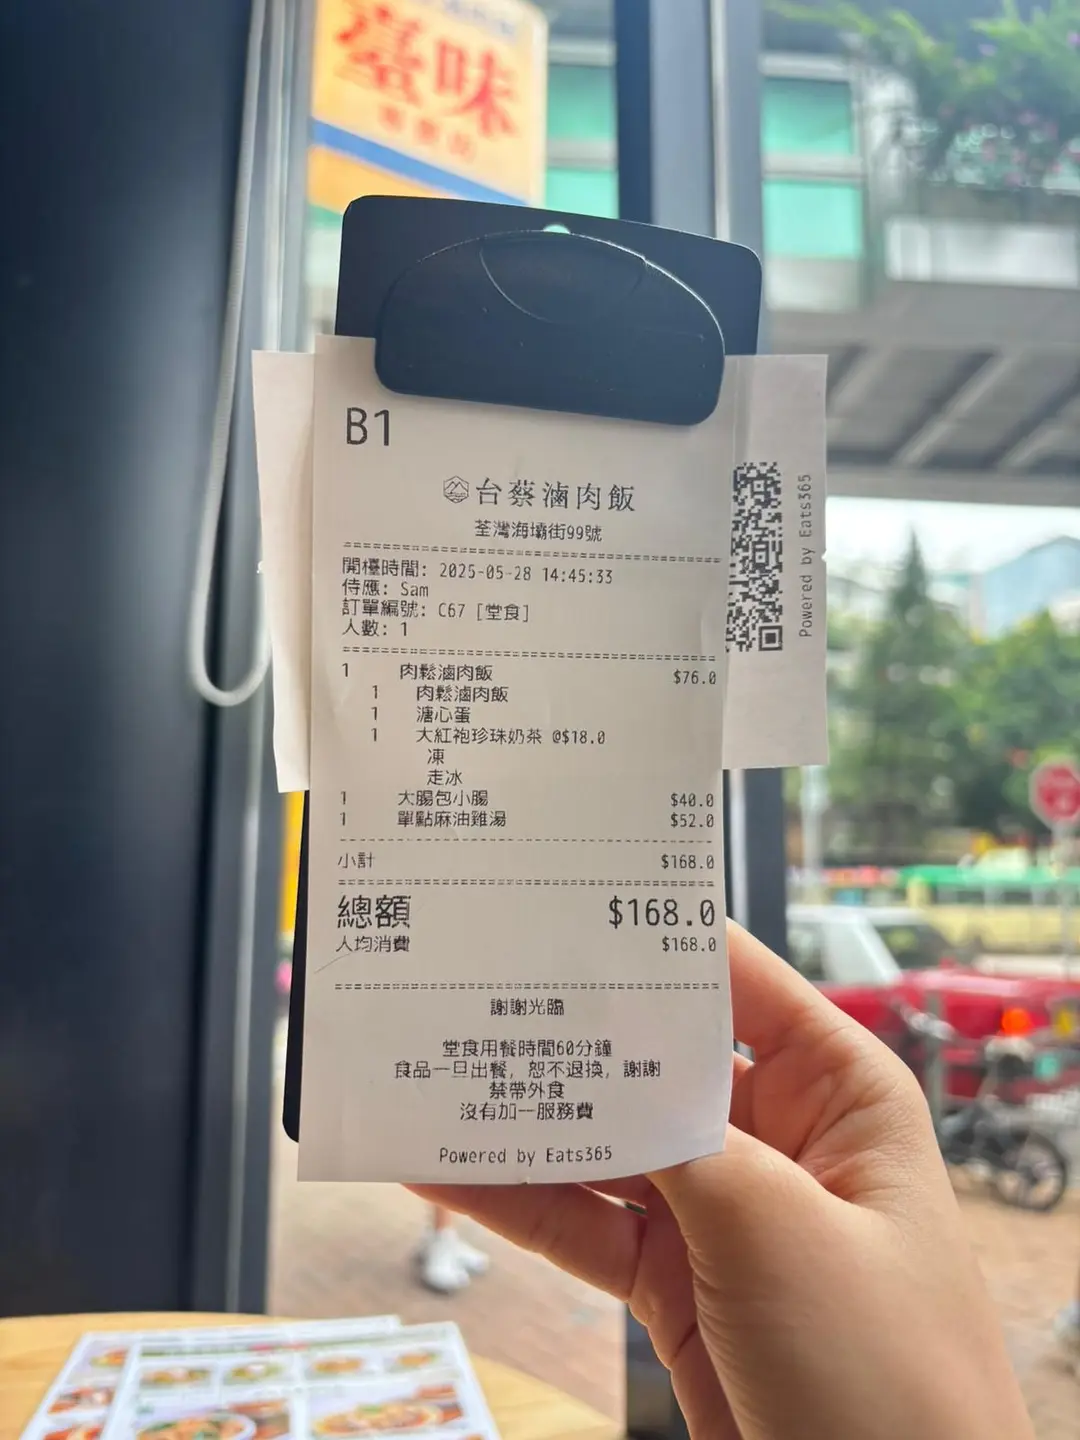 臺味
B1
台蔡滷肉飯
荃灣海壩街99號
開檯時間: 2025-05-28 14:45:33
侍應: Sam
訂單編號: C67 [堂食]
人數: 1
1 肉鬆滷肉飯 $76.0
1 肉鬆滷肉飯
1 溏心蛋
1 大紅袍珍珠奶茶 @$18.0
凍
走冰
1 大腸包小腸 $40.0
1 單點麻油雞湯 $52.0
小計 $168.0
總額 $168.0
人均消費 $168.0
謝謝光臨
堂食用餐時間60分鐘
食品一旦出餐, 恕不退換, 謝謝
禁帶外食
沒有加一服務費
Powered by Eats365
Powered by Eats365